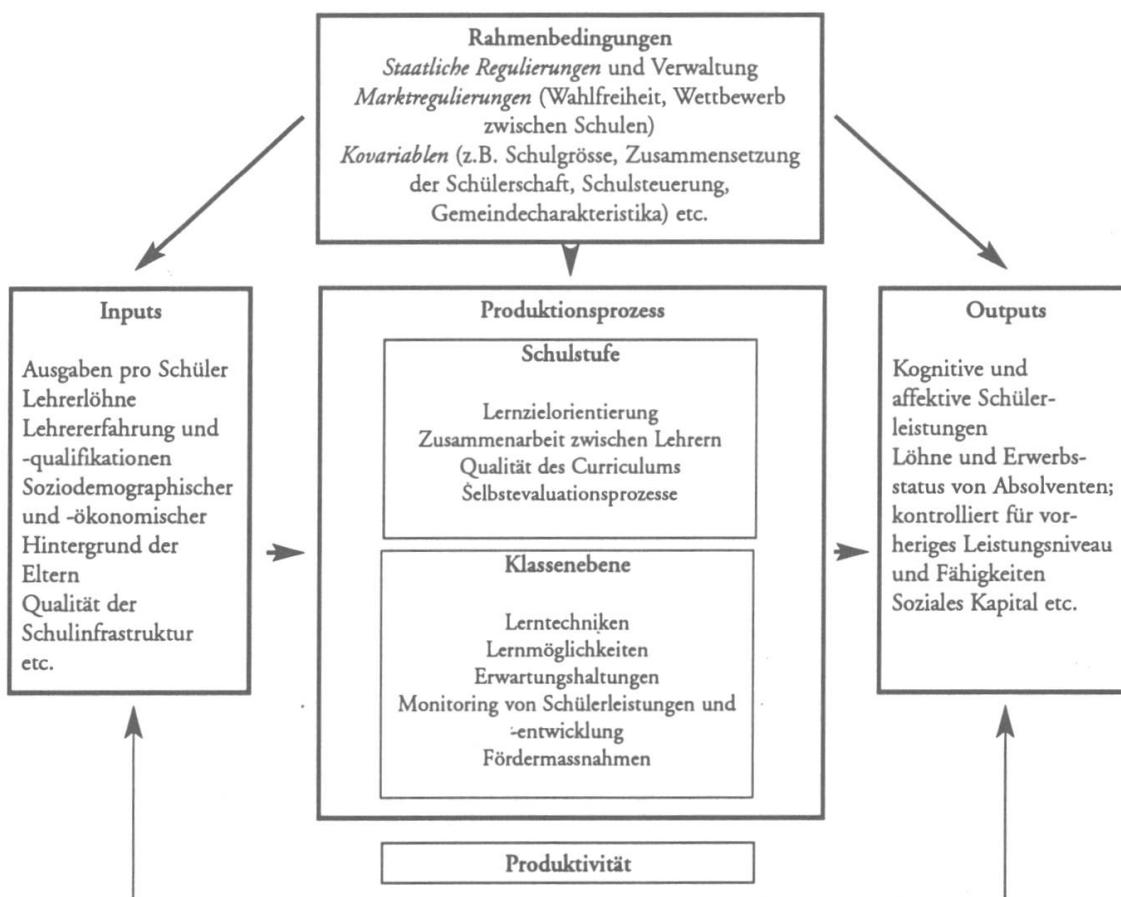 Rahmenbedingungen
Staatliche Regulierungen und Verwaltung
Marktregulierungen (Wahlfreiheit, Wettbewerb
zwischen Schulen)
Kovariablen (z.B. Schulgrösse, Zusammensetzung
der Schülerschaft, Schulsteuerung,
Gemeindecharakteristika) etc.
Inputs
Ausgaben pro Schüler
Lehrerlöhne
Lehrererfahrung und
-qualifikationen
Soziodemographischer
und -ökonomischer
Hintergrund der
Eltern
Qualität der
Schulinfrastruktur
etc.
Produktionsprozess
Schulstufe
Lernzielorientierung
Zusammenarbeit zwischen Lehrern
Qualität des Curriculums
Selbstevaluationsprozesse
Klassenebene
Lerntechniken
Lernmöglichkeiten
Erwartungshaltungen
Monitoring von Schülerleistungen und
-entwicklung
Fördermassnahmen
Outputs
Kognitive und
affektive Schüler-
leistungen
Löhne und Erwerbs-
status von Absolventen;
kontrolliert für vor-
heriges Leistungsniveau
und Fähigkeiten
Soziales Kapital etc.
Produktivität